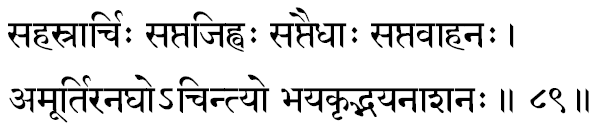 सहस्रार्चिः सप्तजिह्वः सप्तैधाः सप्तवाहनः।
अमूर्तिरनघोऽचिन्त्यो भयकृद्भयनाशनः॥ ८९॥